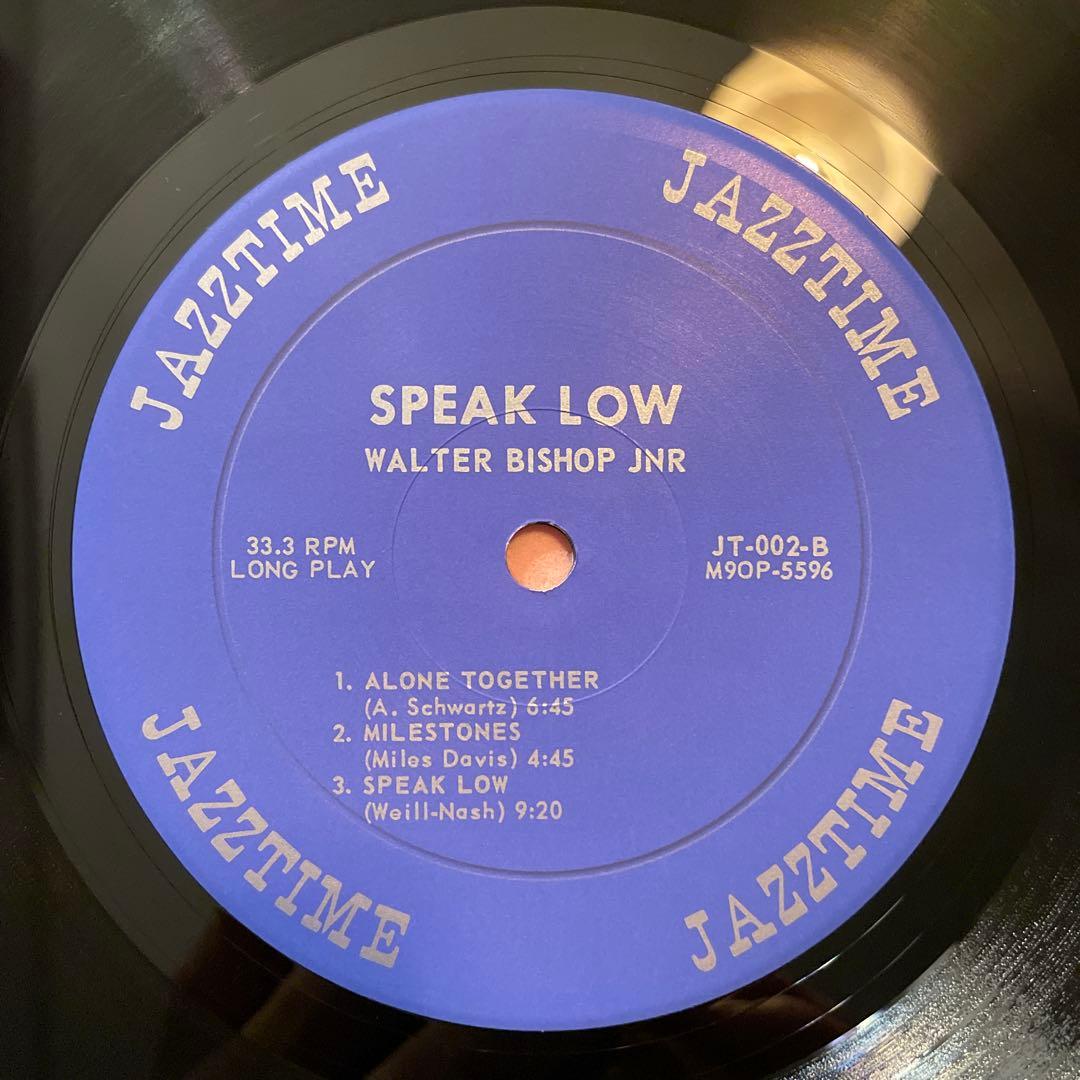 JAZZTIME
JAZZTIME
SPEAK LOW
WALTER BISHOP JNR
33.3 RPM
LONG PLAY
JT-002-B
M9OP-5596
1. ALONE TOGETHER
(A. Schwartz) 6:45
2. MILESTONES
(Miles Davis) 4:45
3. SPEAK LOW
(Weill-Nash) 9:20
JAZZTIME
JAZZTIME